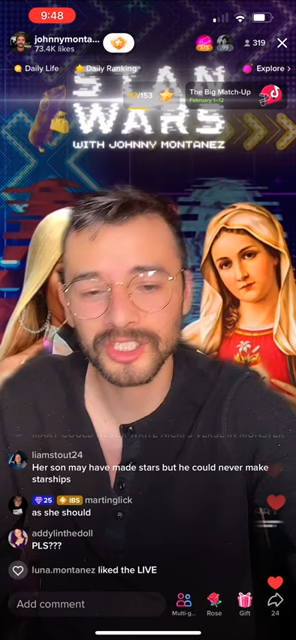 9:48
johnnymonta...
73.4K likes
319
Daily Life
Daily Ranking
Explore >
STAN
/153
The Big Match-Up
February 1-12
WARS
WITH JOHNNY MONTANEZ
liamstout24
Her son may have made stars but he could never make
starships
25
IBS
martinglick
as she should
addylinthedoll
PLS???
luna.montanez liked the LIVE
Add comment
Multi-g...
Rose
Gift
24